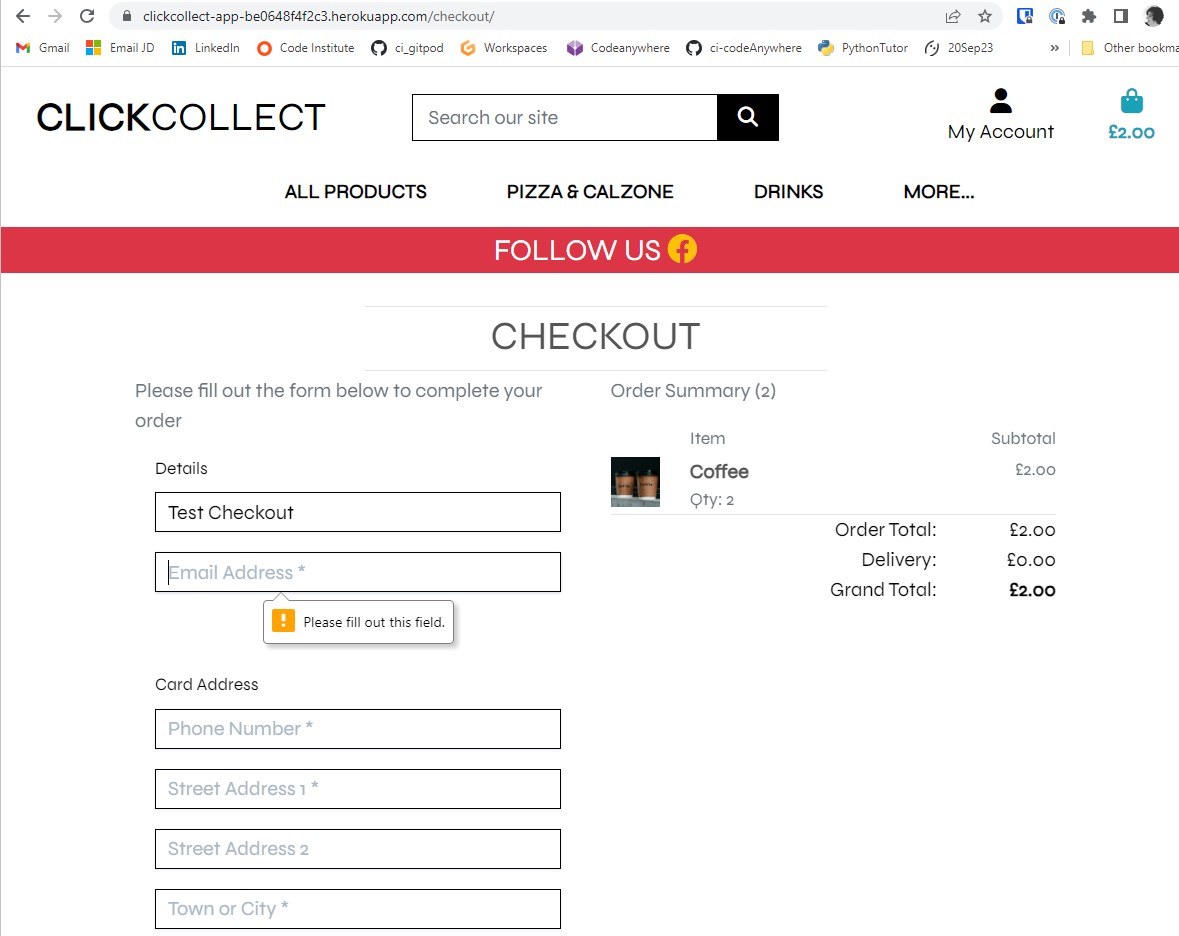 clickcollect-app-be0648f4f2c3.herokuapp.com/checkout/
Gmail Email JD LinkedIn Code Institute ci_gitpod Workspaces Codeanywhere ci-codeAnywhere PythonTutor 20Sep23 » Other bookma
CLICKCOLLECT
Search our site
My Account
£2.00
ALL PRODUCTS PIZZA & CALZONE DRINKS MORE...
FOLLOW US
CHECKOUT
Please fill out the form below to complete your
order
Details
Test Checkout
Email Address *
Please fill out this field.
Card Address
Phone Number *
Street Address 1 *
Street Address 2
Town or City *
Order Summary (2)
Item Subtotal
Coffee £2.00
Qty: 2
Order Total: £2.00
Delivery: £0.00
Grand Total: £2.00